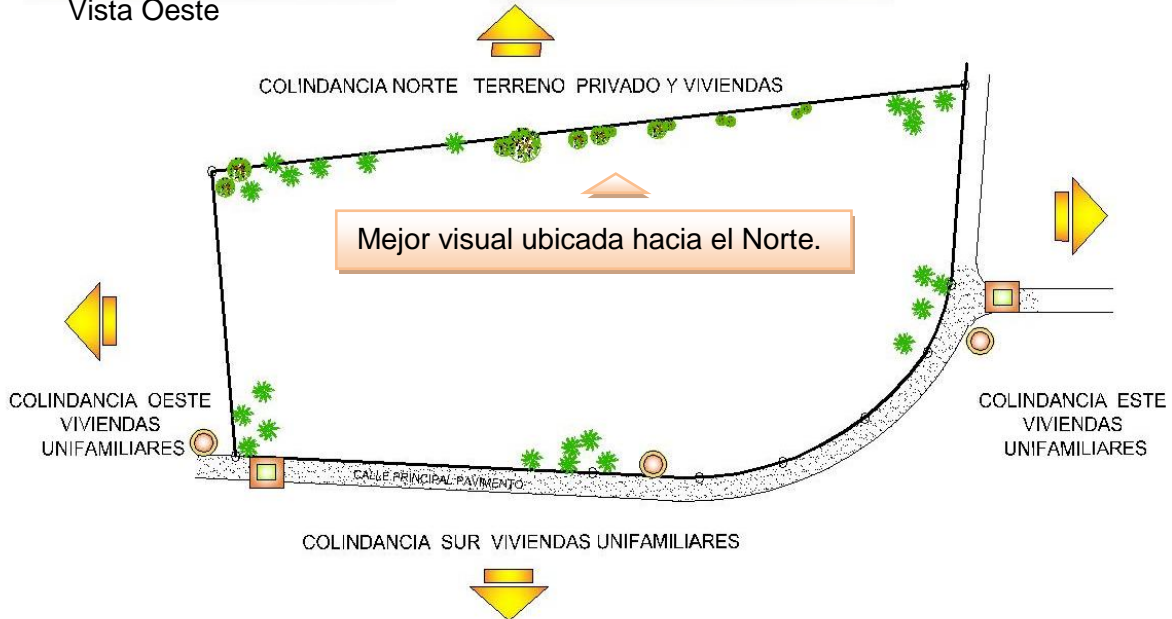 Vista Oeste
COLINDANCIA NORTE TERRENO PRIVADO Y VIVIENDAS
Mejor visual ubicada hacia el Norte.
COLINDANCIA OESTE
VIVIENDAS
UNIFAMILIARES
COLINDANCIA ESTE
VIVIENDAS
UNIFAMILIARES
CALLE PRINCIPAL PAVIMENTO
COLINDANCIA SUR VIVIENDAS UNIFAMILIARES